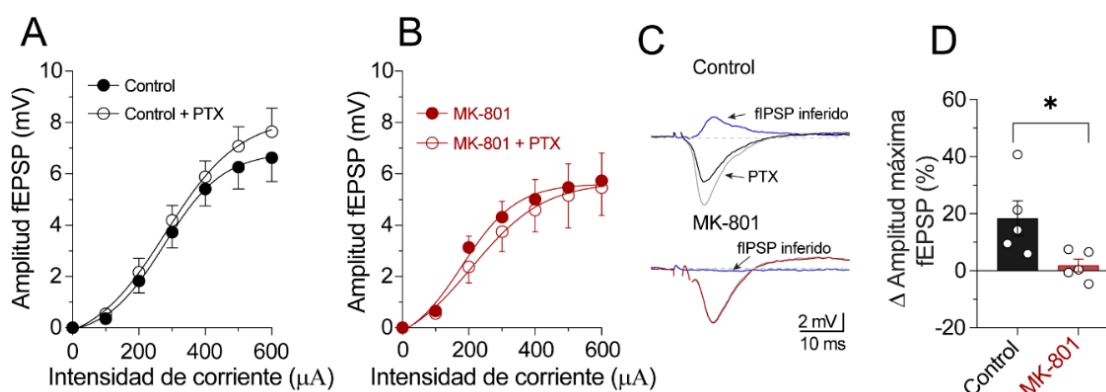 A
Amplitud fEPSP (mV)
10
8
6
4
2
0
Control
Control + PTX
0
200
400
600
Intensidad de corriente (μA)
B
Amplitud fEPSP (mV)
10
8
6
4
2
0
MK-801
MK-801 + PTX
0
200
400
600
Intensidad de corriente (μA)
C
Control
fIPSP inferido
PTX
MK-801
fIPSP inferido
2 mV
10 ms
D
Δ Amplitud máxima
fEPSP (%)
60
40
20
0
-20
*
Control
MK-801